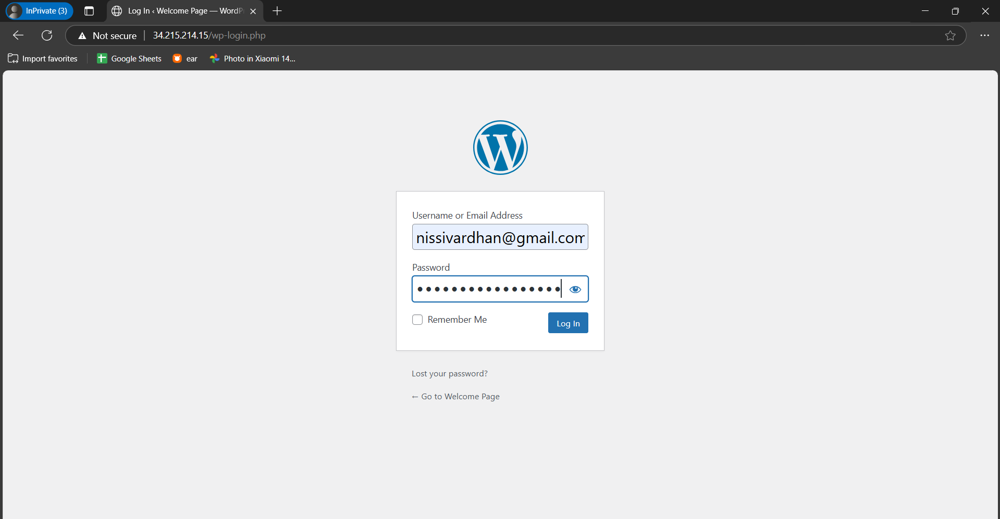 InPrivate (3)
Log In ‹ Welcome Page — WordP
Not secure
34.215.214.15/wp-login.php
Import favorites
Google Sheets
ear
Photo in Xiaomi 14...
Username or Email Address
nissivardhan@gmail.com
Password
Remember Me
Log In
Lost your password?
← Go to Welcome Page